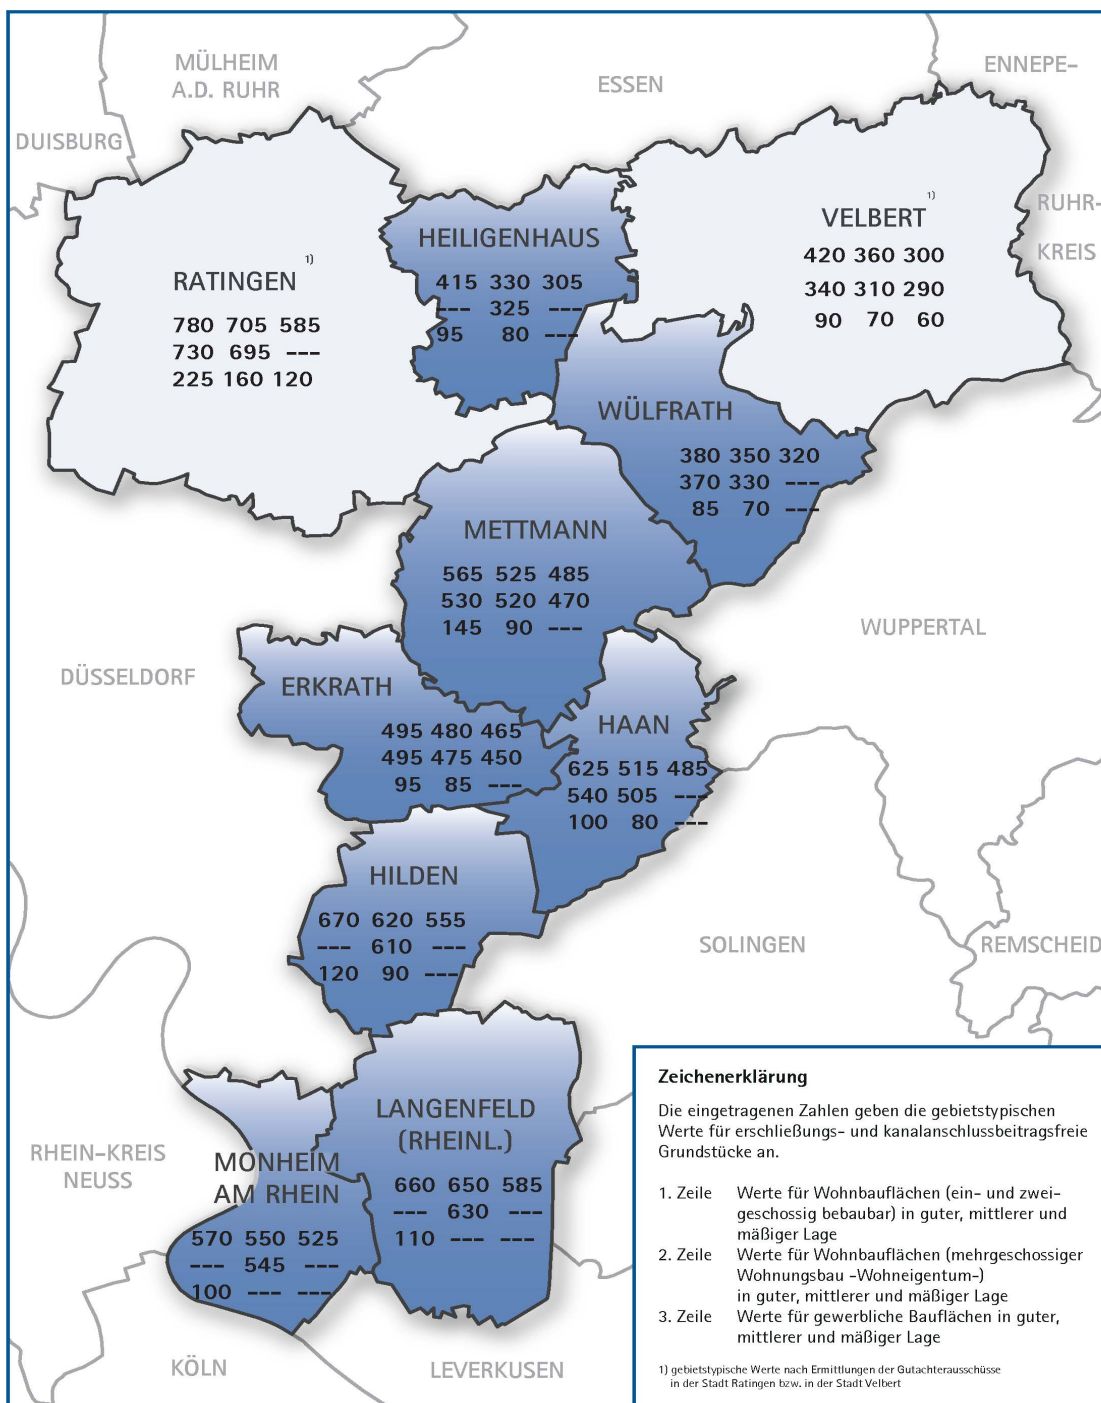 MÜLHEIM
A.D. RUHR
ESSEN
ENNEPE-
DUISBURG
RUHR-
KREIS
VELBERT 1)
420 360 300
340 310 290
90 70 60
HEILIGENHAUS
415 330 305
--- 325 ---
95 80 ---
RATINGEN 1)
780 705 585
730 695 ---
225 160 120
WÜLFRATH
380 350 320
370 330 ---
85 70 ---
METTMANN
565 525 485
530 520 470
145 90 ---
WUPPERTAL
DÜSSELDORF
ERKRATH
495 480 465
495 475 450
95 85 ---
HAAN
625 515 485
540 505 ---
100 80 ---
HILDEN
670 620 555
--- 610 ---
120 90 ---
SOLINGEN
REMSCHEID
LANGENFELD
(RHEINL.)
660 650 585
--- 630 ---
110 --- ---
RHEIN-KREIS
NEUSS
MONHEIM
AM RHEIN
570 550 525
--- 545 ---
100 --- ---
KÖLN
LEVERKUSEN
Zeichenerklärung
Die eingetragenen Zahlen geben die gebietstypischen
Werte für erschließungs- und kanalanschlussbeitragsfreie
Grundstücke an.
1. Zeile Werte für Wohnbauflächen (ein- und zwei-
geschossig bebaubar) in guter, mittlerer und
mäßiger Lage
2. Zeile Werte für Wohnbauflächen (mehrgeschossiger
Wohnungsbau -Wohneigentum-)
in guter, mittlerer und mäßiger Lage
3. Zeile Werte für gewerbliche Bauflächen in guter,
mittlerer und mäßiger Lage
1) gebietstypische Werte nach Ermittlungen der Gutachterausschüsse
in der Stadt Ratingen bzw. in der Stadt Velbert